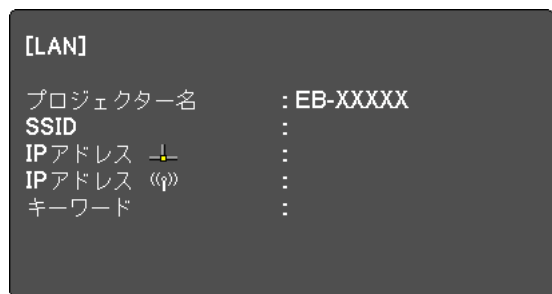 [LAN]
プロジェクター名 : EB-XXXXX
SSID :
IPアドレス :
IPアドレス :
キーワード :